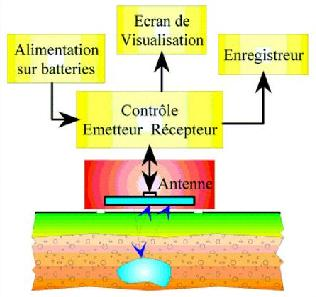 Ecran de
Visualisation
Alimentation
sur batteries
Enregistreur
Contrôle
Emetteur Récepteur
Antenne